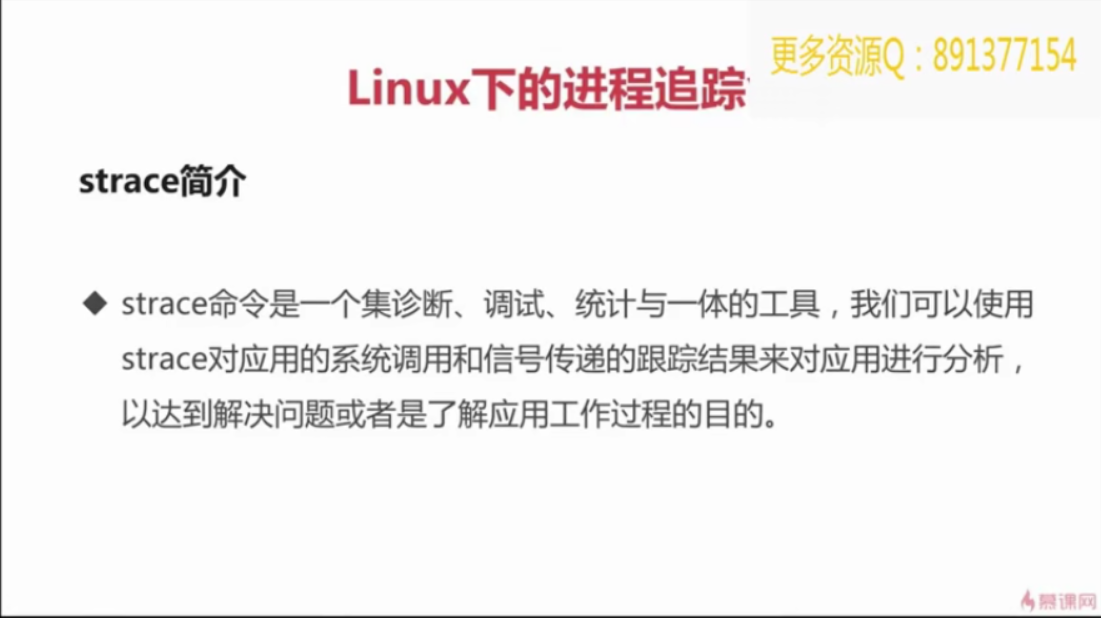 更多资源Q：891377154
Linux下的进程追踪
strace简介
◆ strace命令是一个集诊断、调试、统计与一体的工具，我们可以使用
strace对应用的系统调用和信号传递的跟踪结果来对应用进行分析，
以达到解决问题或者是了解应用工作过程的目的。
慕课网